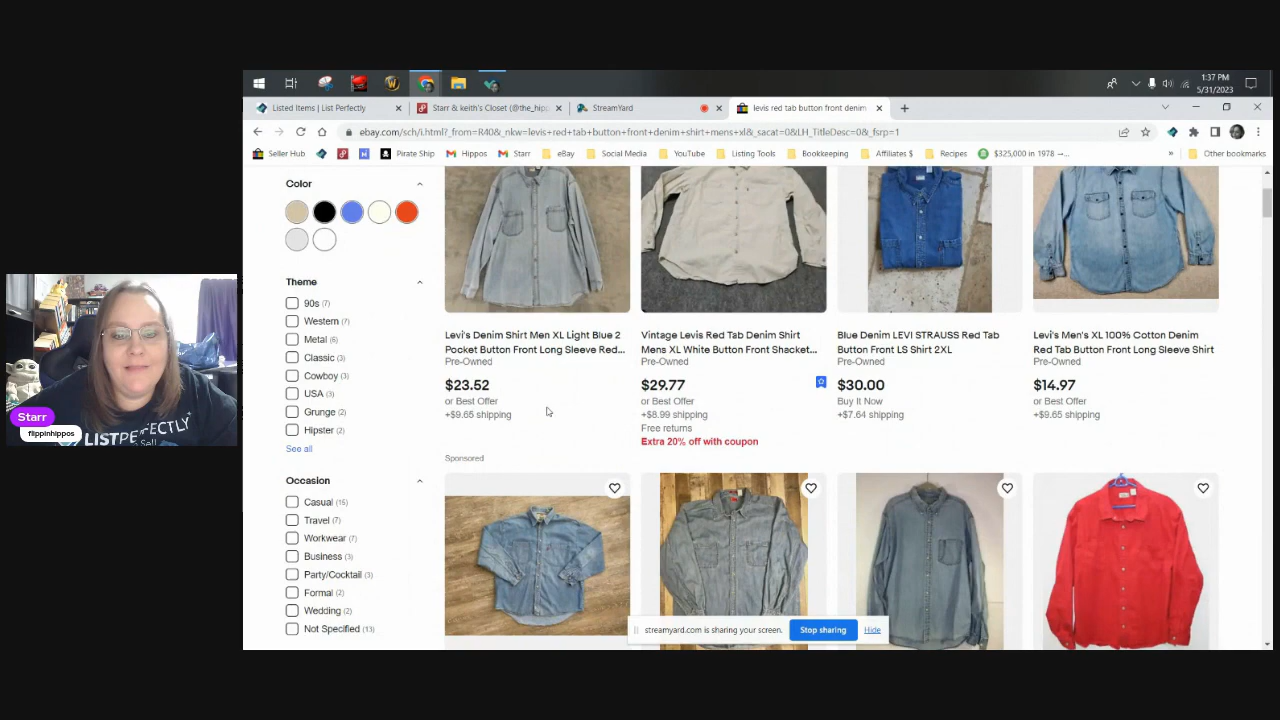 1:37 PM
5/31/2023
Listed Items | List Perfectly
Starr & keith's Closet (@the_hip
StreamYard
levis red tab button front denim
ebay.com/sch/i.html?_from=R40&_nkw=levis+red+tab+button+front+denim+shirt+mens+xl&_sacat=0&LH_TitleDesc=0&_fsrp=1
Seller Hub
Pirate Ship
Hippos
Starr
eBay
Social Media
YouTube
Listing Tools
Bookkeeping
Affiliates $
Recipes
$325,000 in 1978 →...
»
Other bookmarks
Color
Theme
90s (7)
Western (7)
Metal (6)
Classic (3)
Cowboy (3)
USA (3)
Grunge (2)
Hipster (2)
See all
Occasion
Casual (15)
Travel (7)
Workwear (7)
Business (3)
Party/Cocktail (3)
Formal (2)
Wedding (2)
Not Specified (13)
Levi's Denim Shirt Men XL Light Blue 2
Pocket Button Front Long Sleeve Red...
Pre-Owned
$23.52
or Best Offer
+$9.65 shipping
Sponsored
Vintage Levis Red Tab Denim Shirt
Mens XL White Button Front Shacket...
Pre-Owned
$29.77
or Best Offer
+$8.99 shipping
Free returns
Extra 20% off with coupon
Blue Denim LEVI STRAUSS Red Tab
Button Front LS Shirt 2XL
Pre-Owned
$30.00
Buy It Now
+$7.64 shipping
Levi's Men's XL 100% Cotton Denim
Red Tab Button Front Long Sleeve Shirt
Pre-Owned
$14.97
or Best Offer
+$9.65 shipping
streamyard.com is sharing your screen.
Stop sharing
Hide
Starr
flippinhippos
LISTPERFECTLY
Sell